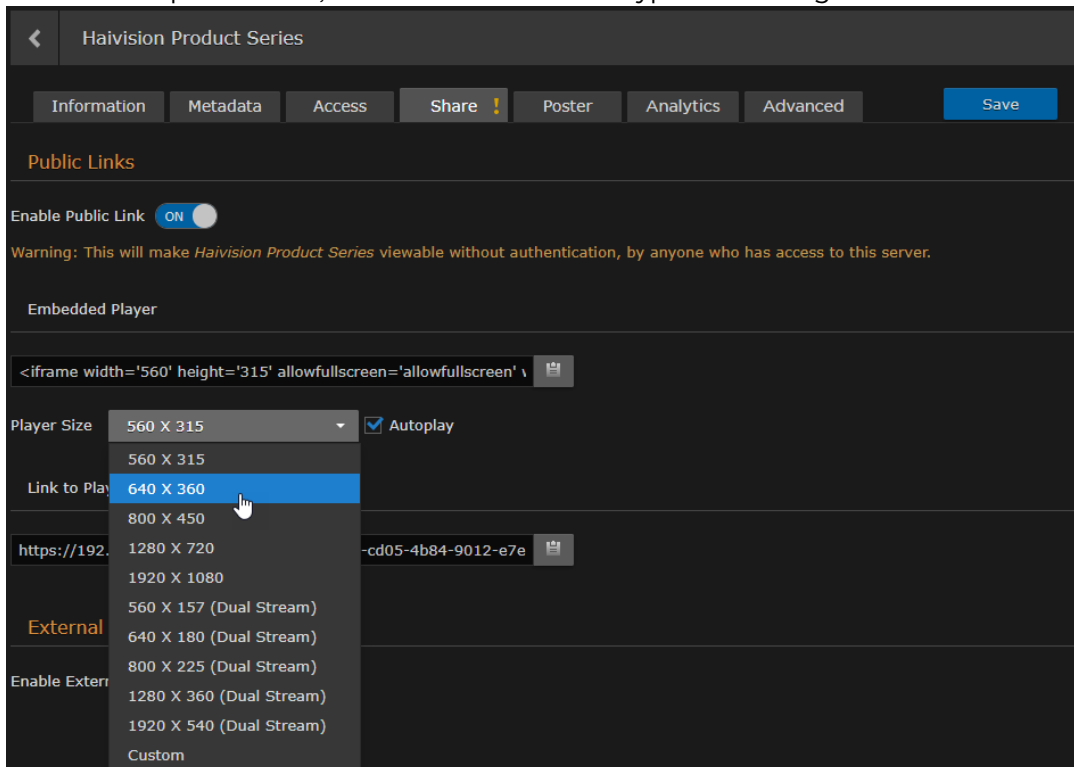 Haivision Product Series
Information Metadata Access Share ! Poster Analytics Advanced Save
Public Links
Enable Public Link ON
Warning: This will make Haivision Product Series viewable without authentication, by anyone who has access to this server.
Embedded Player
<iframe width='560' height='315' allowfullscreen='allowfullscreen'
Player Size 560 X 315 Autoplay
560 X 315
Link to Play 640 X 360
800 X 450
https://192. 1280 X 720 -cd05-4b84-9012-e7e
1920 X 1080
560 X 157 (Dual Stream)
External 640 X 180 (Dual Stream)
800 X 225 (Dual Stream)
Enable Extern 1280 X 360 (Dual Stream)
1920 X 540 (Dual Stream)
Custom